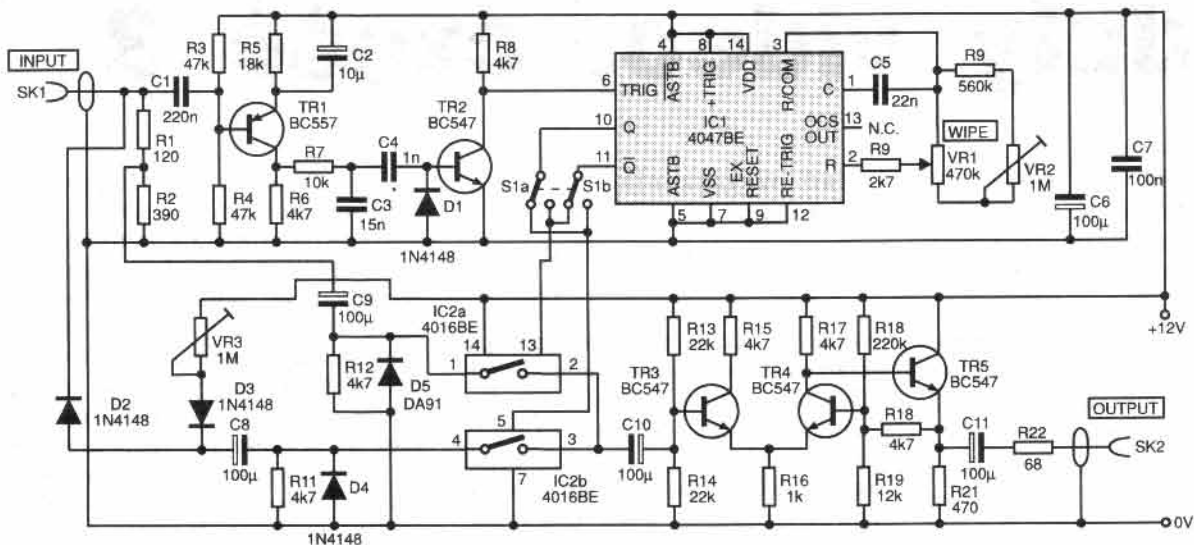 INPUT
SK1
C1
220n
R1
120
R2
390
R3
47k
R4
47k
R5
18k
C2
10µ
TR1
BC557
R6
4k7
R7
10k
C3
15n
C4
1n
D1
1N4148
TR2
BC547
R8
4k7
6
TRIG
10
Q
11
QI
S1a
S1b
4
8
14
3
ASTB
+TRIG
VDD
R/COM
IC1
4047BE
C
1
OCS
OUT
13
N.C.
R
2
ASTB
VSS
EX
RESET
RE-TRIG
5
7
9
12
C5
22n
R9
560k
R9
2k7
WIPE
VR1
470k
VR2
1M
C6
100µ
C7
100n
+12V
VR3
1M
D3
1N4148
D2
1N4148
C8
100µ
C9
100µ
R12
4k7
D5
DA91
R11
4k7
D4
1N4148
IC2a
4016BE
14
13
1
2
5
4
3
7
IC2b
4016BE
C10
100µ
R13
22k
R15
4k7
R17
4k7
R18
220k
TR3
BC547
TR4
BC547
TR5
BC547
R14
22k
R16
1k
R18
4k7
R19
12k
R21
470
C11
100µ
R22
68
OUTPUT
SK2
0V